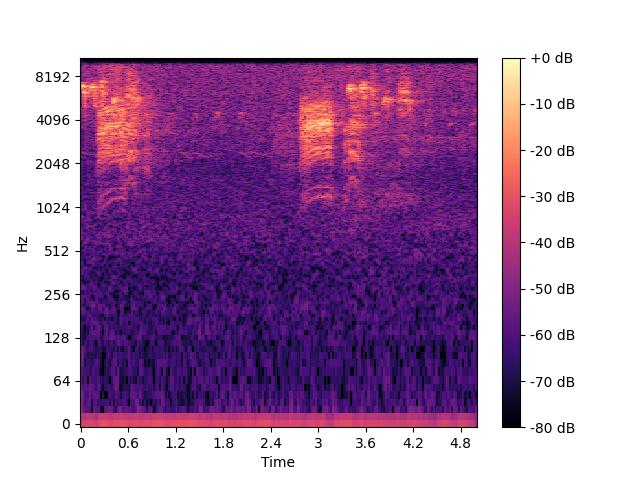 8192
4096
2048
1024
512
256
128
64
0
Hz
0
0.6
1.2
1.8
2.4
3
3.6
4.2
4.8
Time
+0 dB
-10 dB
-20 dB
-30 dB
-40 dB
-50 dB
-60 dB
-70 dB
-80 dB